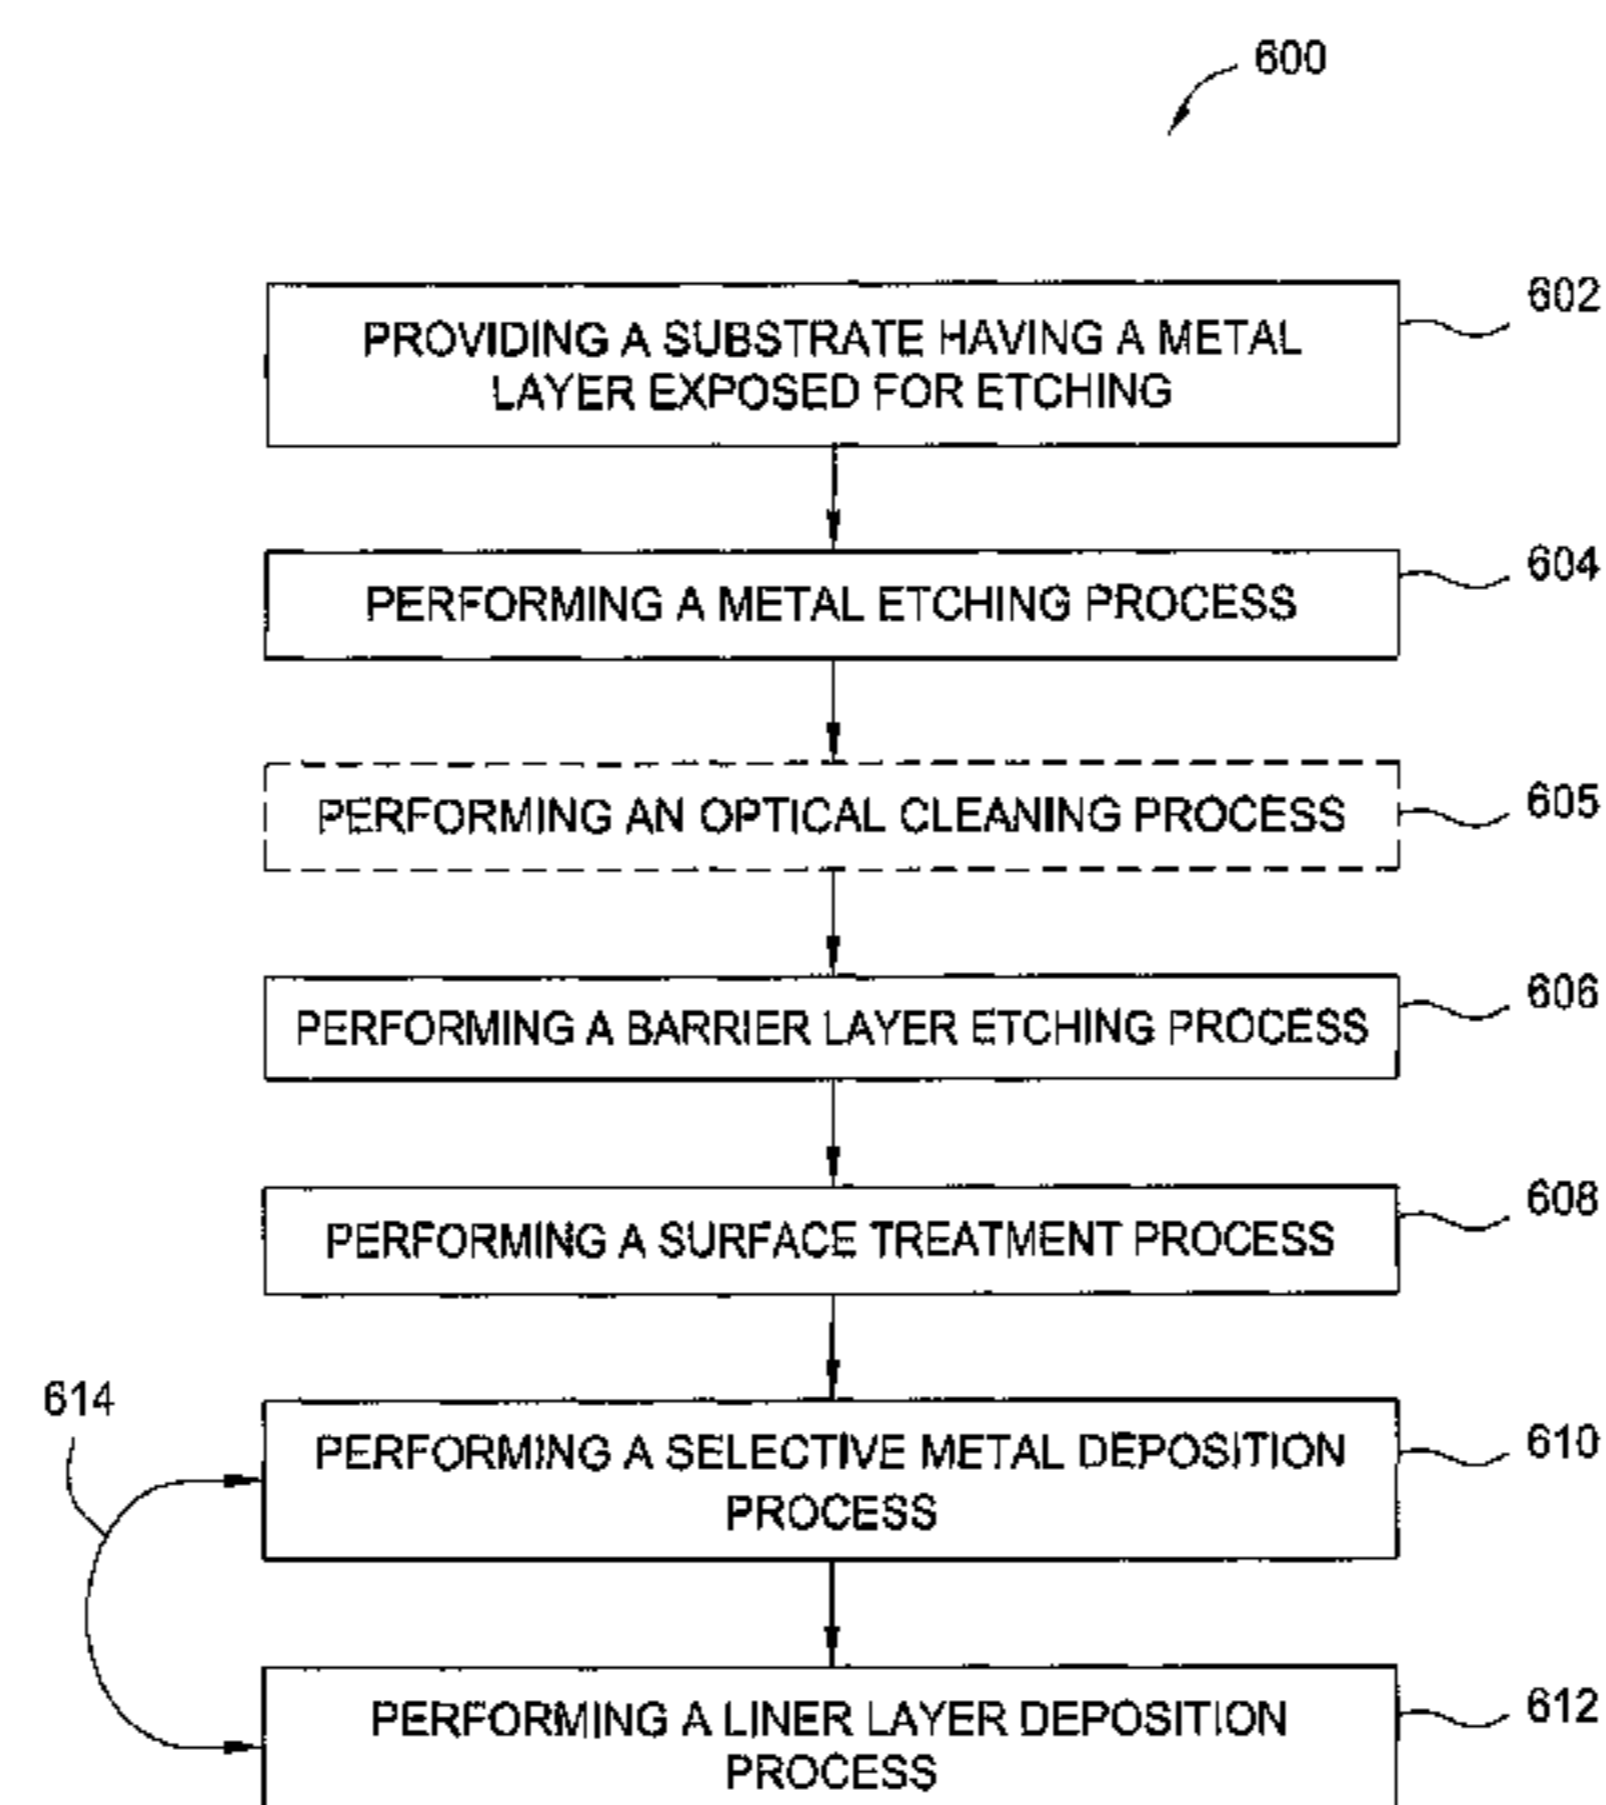 600
PROVIDING A SUBSTRATE HAVING A METAL
LAYER EXPOSED FOR ETCHING
602
PERFORMING A METAL ETCHING PROCESS
604
PERFORMING AN OPTICAL CLEANING PROCESS
605
PERFORMING A BARRIER LAYER ETCHING PROCESS
606
PERFORMING A SURFACE TREATMENT PROCESS
608
614
PERFORMING A SELECTIVE METAL DEPOSITION
PROCESS
610
PERFORMING A LINER LAYER DEPOSITION
PROCESS
612